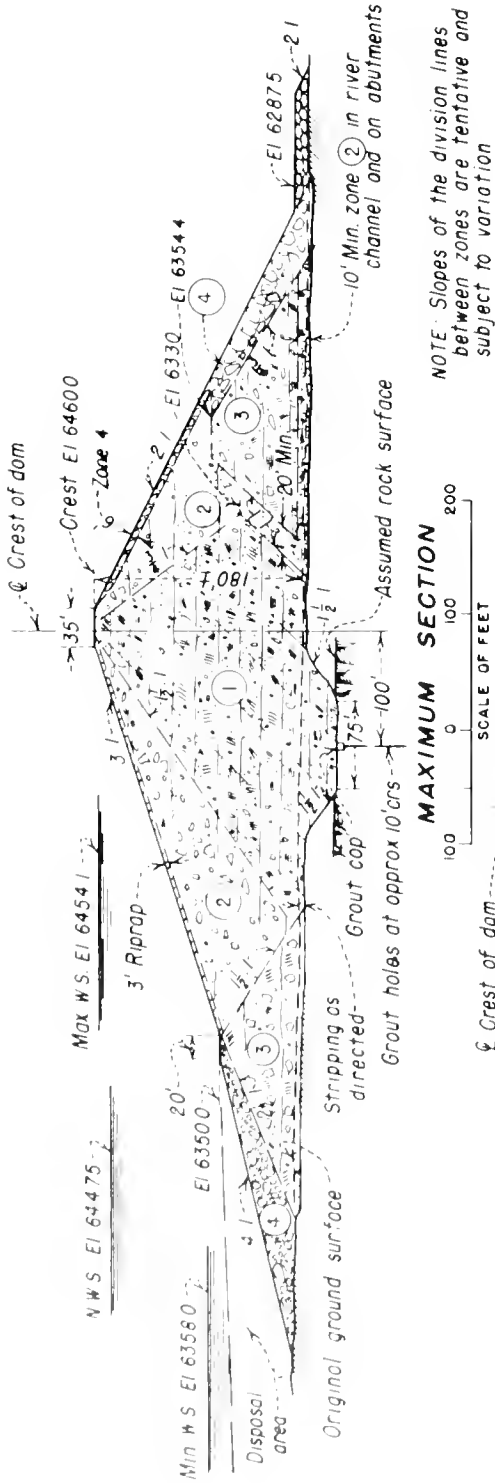 ℄ Crest of dam
Max W.S. El 64541
NWS El 64475
35'
Crest El 64600
6' Zone 4
3' Riprap
3 1
2 1
El 6330
El 63544
4
20'
El 63500
Min W S El 63580
4 1
Disposal
area
2
1
2
3
180'±
El 62875
2 1
3
4
20' Min
1½ 1
10' Min. zone 2 in river
channel and on abutments
Original ground surface
Stripping as
directed
Grout cap
75'
100'
Assumed rock surface
Grout holes at approx 10' crs
MAXIMUM SECTION
100 0 100 200
SCALE OF FEET
NOTE: Slopes of the division lines
between zones are tentative and
subject to variation
℄ Crest of dam